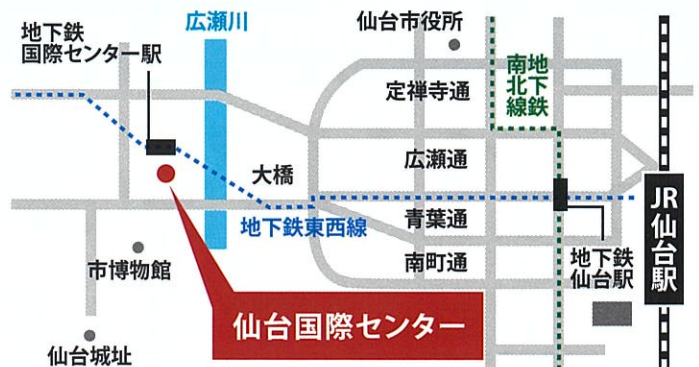 地下鉄
国際センター駅
広瀬川
仙台市役所
地下鉄
南北線
定禅寺通
広瀬通
大橋
地下鉄東西線
青葉通
南町通
市博物館
仙台城址
仙台国際センター
地下鉄
仙台駅
JR仙台駅